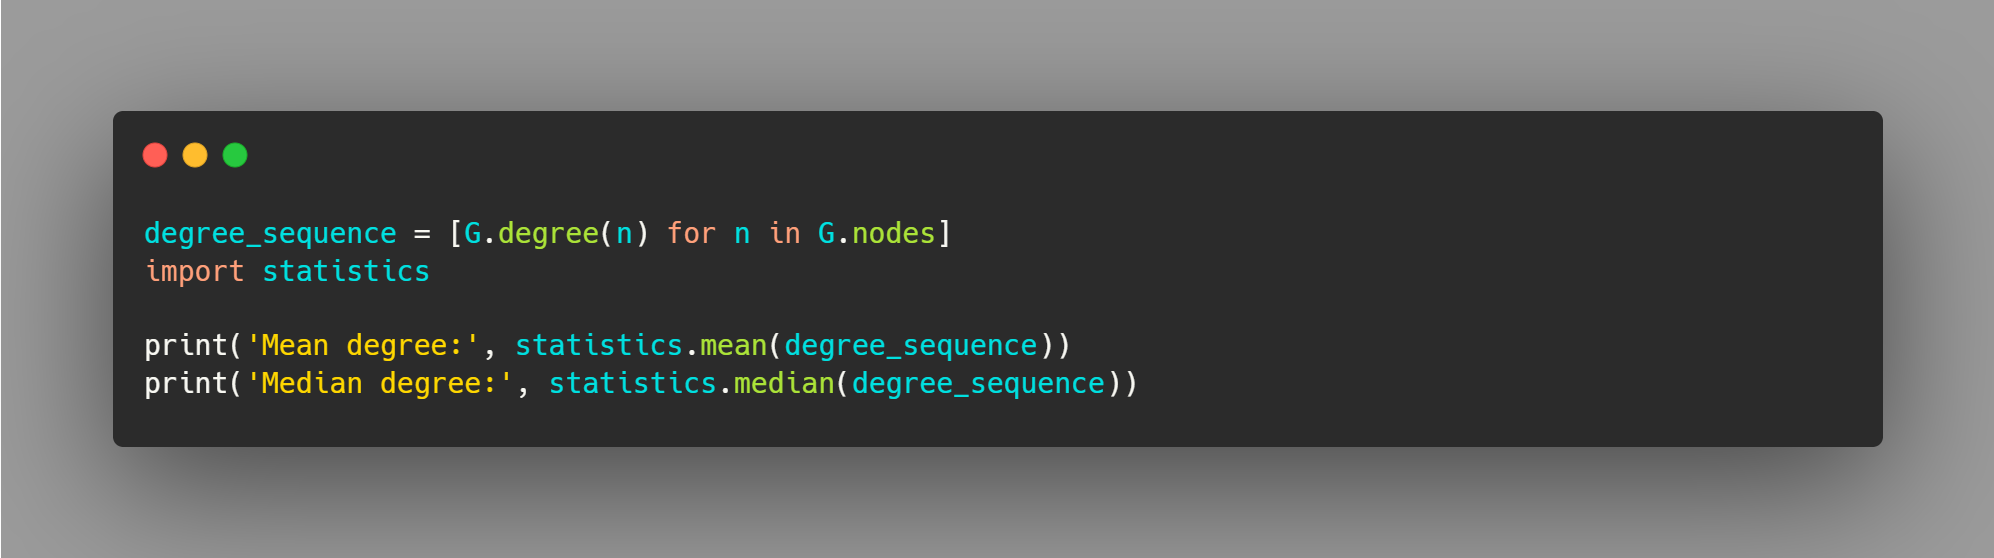 degree_sequence = [G.degree(n) for n in G.nodes]
import statistics
print('Mean degree:', statistics.mean(degree_sequence))
print('Median degree:', statistics.median(degree_sequence))